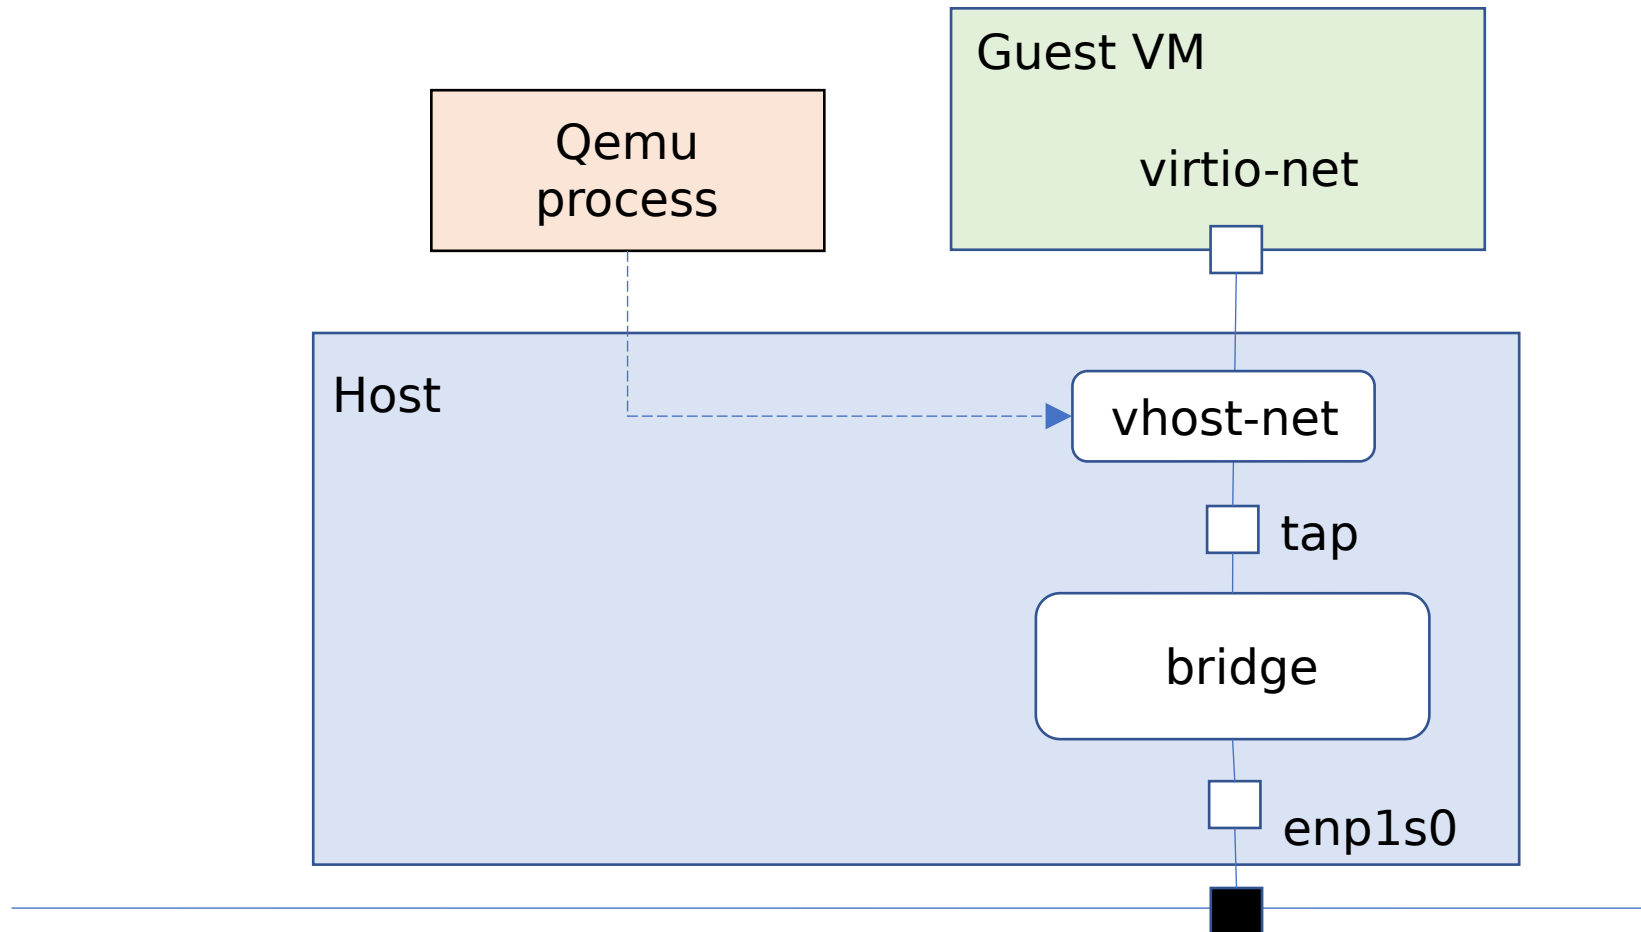 Guest VM
Qemu
process
virtio-net
Host
vhost-net
tap
bridge
enp1s0